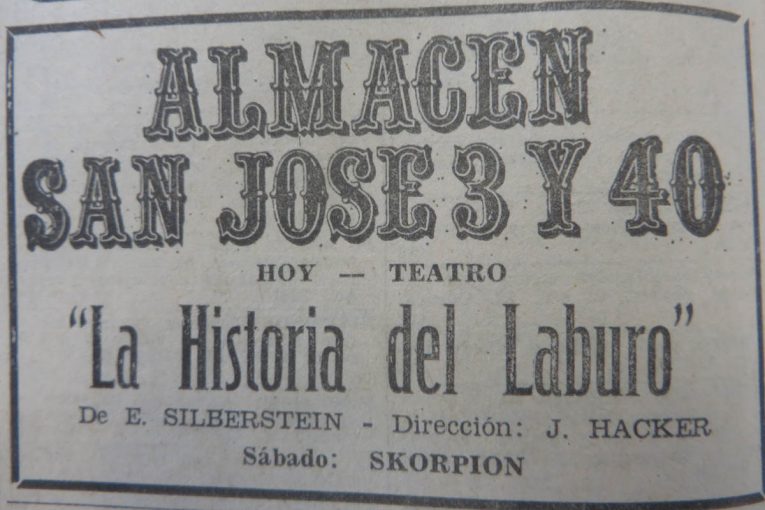 ALMACEN
SAN JOSE 3 Y 40
HOY — TEATRO
“La Historia del Laburo”
De E. SILBERSTEIN - Dirección: J. HACKER
Sábado: SKORPION